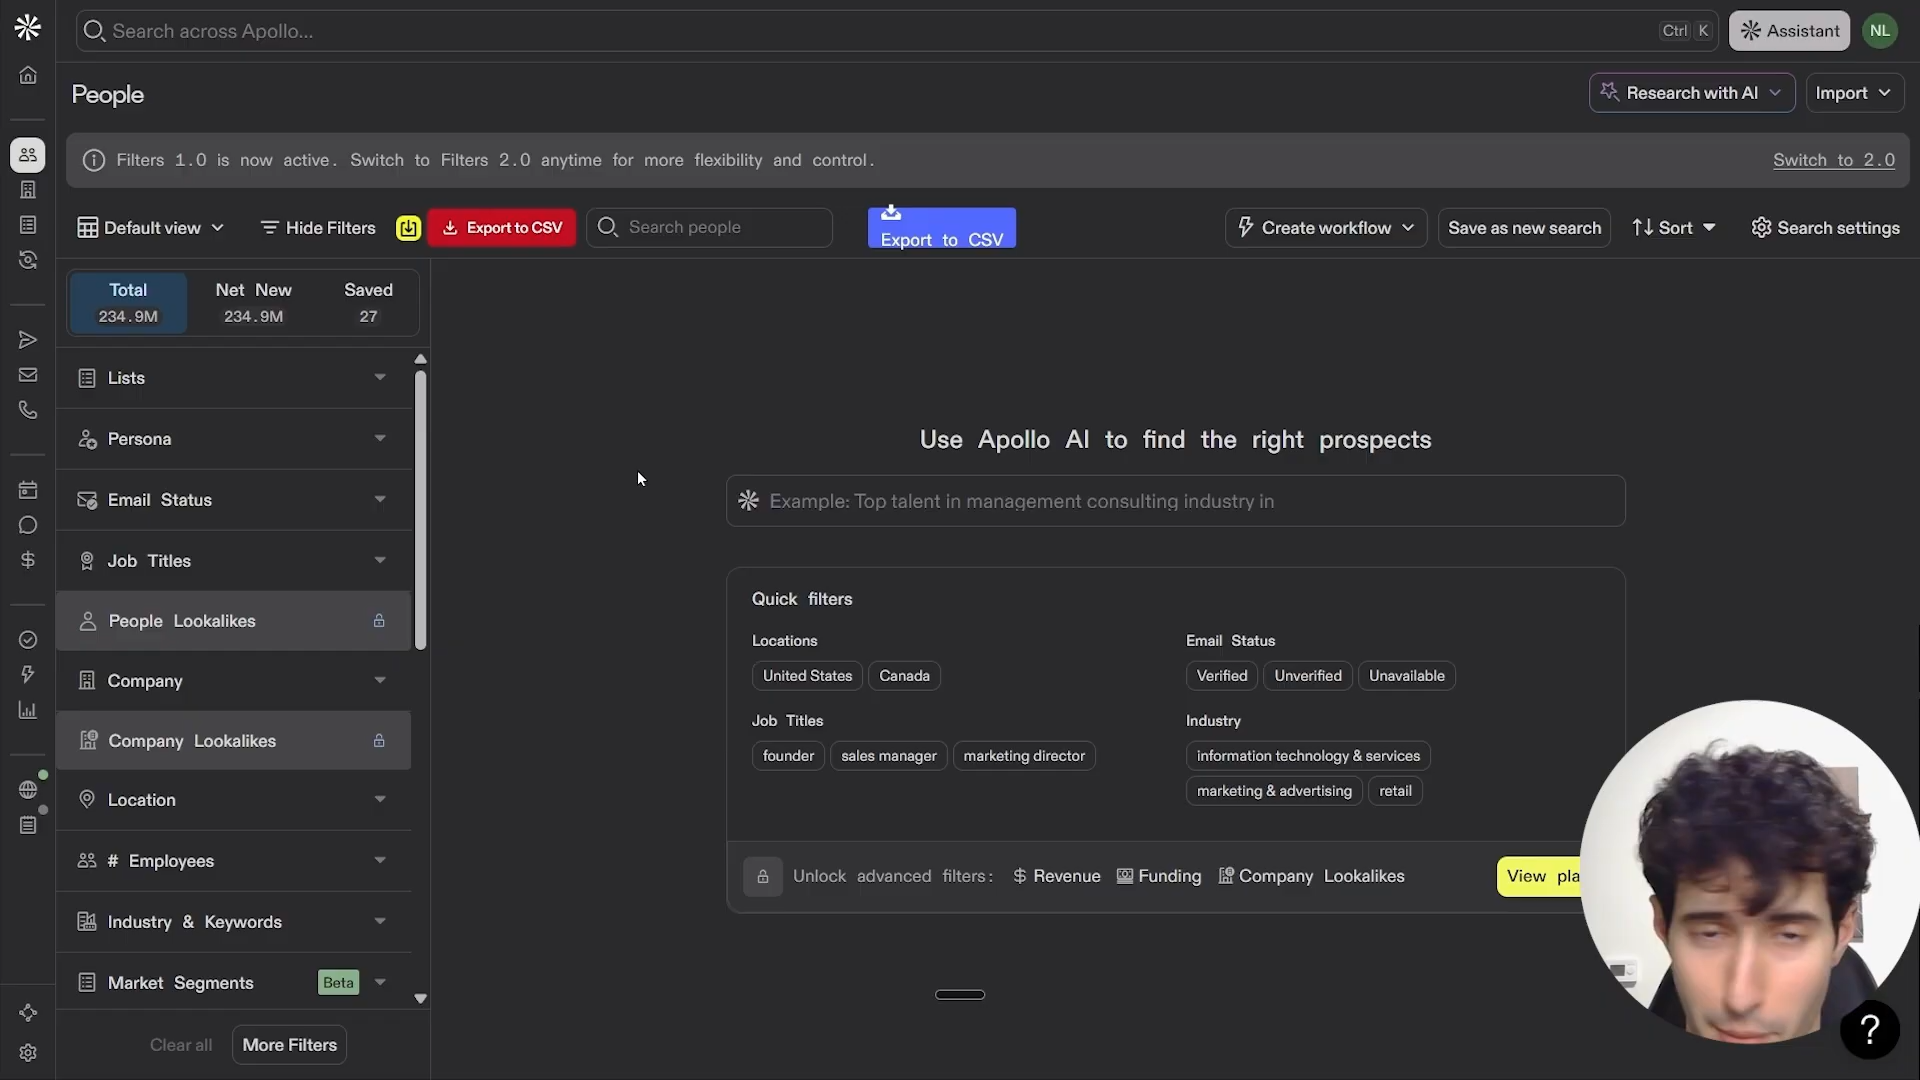 Search across Apollo...
Ctrl K
Assistant
NL
People
Research with AI
Import
Filters 1.0 is now active. Switch to Filters 2.0 anytime for more flexibility and control.
Switch to 2.0
Default view
Hide Filters
Export to CSV
Search people
Export to CSV
Create workflow
Save as new search
Sort
Search settings
Total
234.9M
Net New
234.9M
Saved
27
Lists
Persona
Email Status
Job Titles
People Lookalikes
Company
Company Lookalikes
Location
# Employees
Industry & Keywords
Market Segments
Beta
Clear all
More Filters
Use Apollo AI to find the right prospects
Example: Top talent in management consulting industry in
Quick filters
Locations
United States
Canada
Email Status
Verified
Unverified
Unavailable
Job Titles
founder
sales manager
marketing director
Industry
information technology & services
marketing & advertising
retail
Unlock advanced filters:
Revenue
Funding
Company Lookalikes
View pla
?